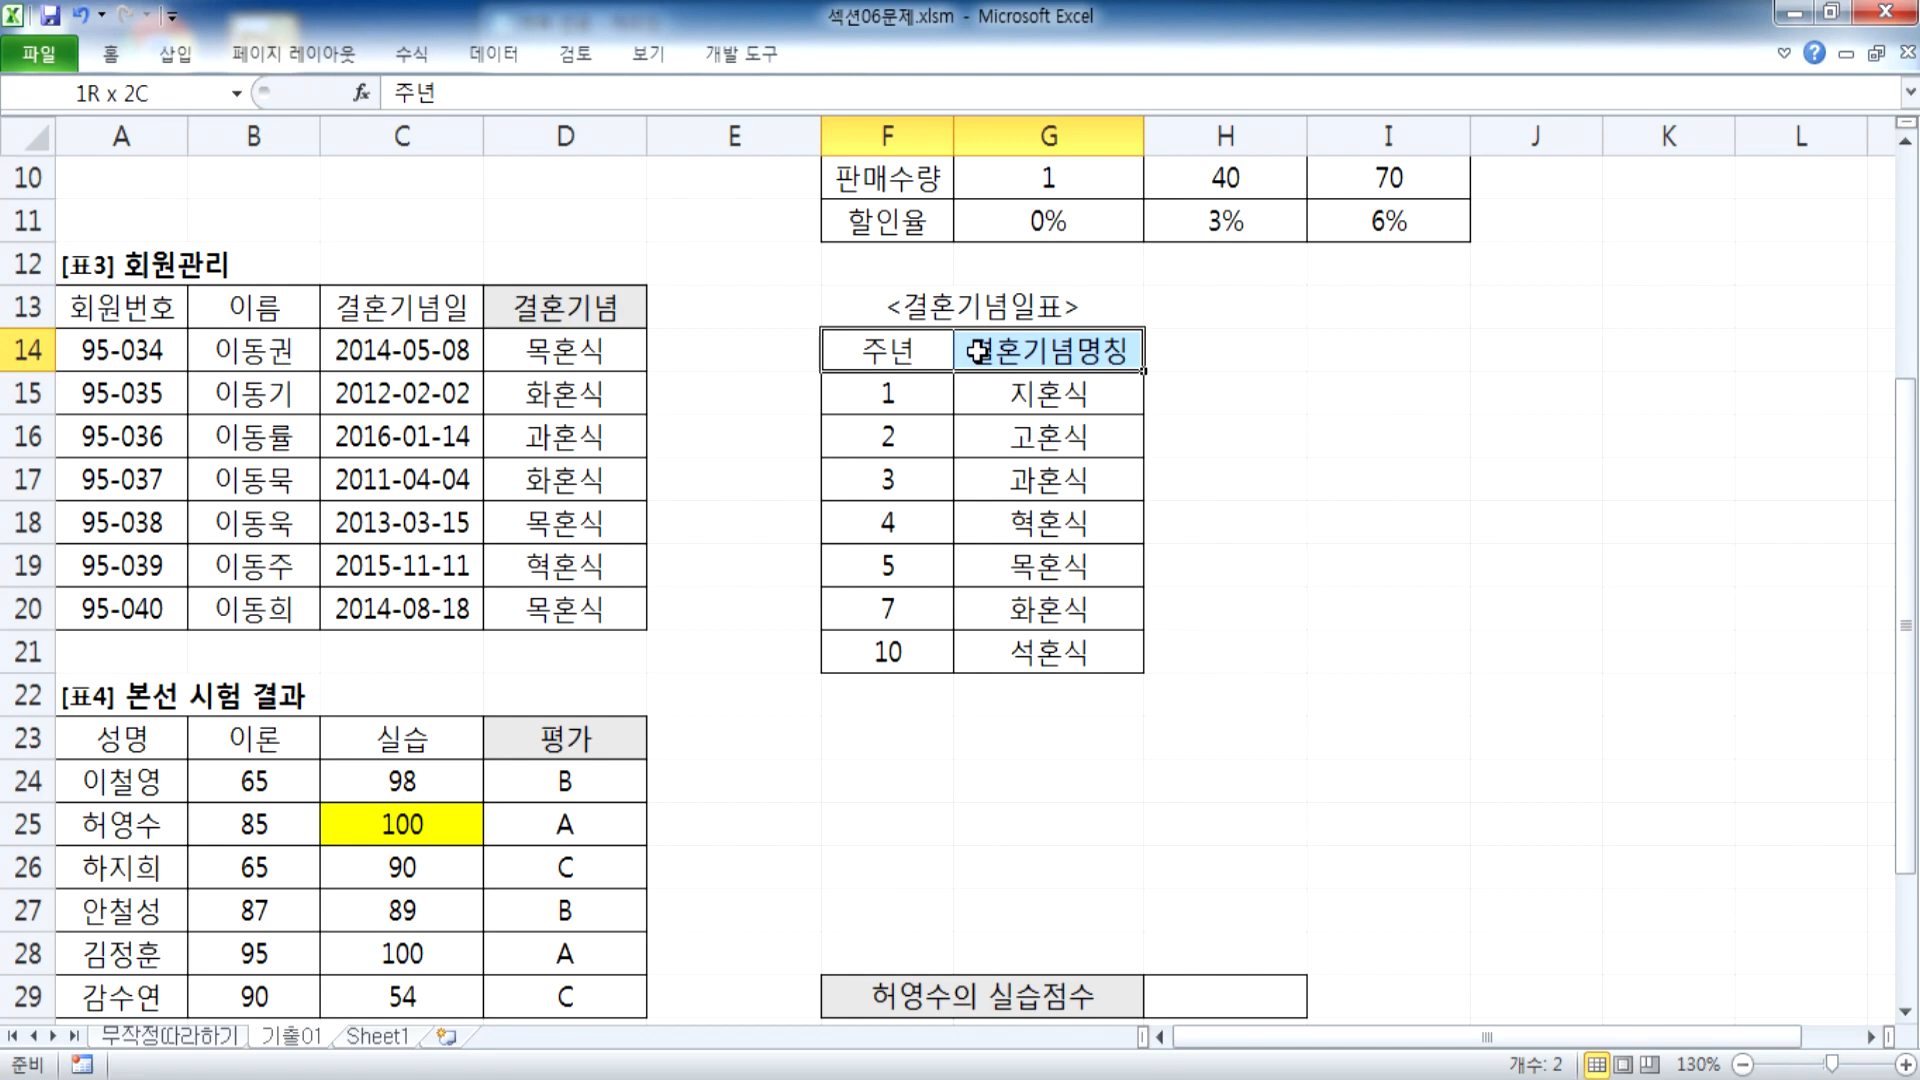 섹션06문제.xlsm - Microsoft Excel
파일 홈 삽입 페이지 레이아웃 수식 데이터 검토 보기 개발 도구
1R x 2C fx 주년
A B C D E F G H I J K L
10 판매수량 1 40 70
11 할인율 0% 3% 6%
12 [표3] 회원관리
13 회원번호 이름 결혼기념일 결혼기념 <결혼기념일표>
14 95-034 이동권 2014-05-08 목혼식 주년 결혼기념명칭
15 95-035 이동기 2012-02-02 화혼식 1 지혼식
16 95-036 이동률 2016-01-14 과혼식 2 고혼식
17 95-037 이동묵 2011-04-04 화혼식 3 과혼식
18 95-038 이동욱 2013-03-15 목혼식 4 혁혼식
19 95-039 이동주 2015-11-11 혁혼식 5 목혼식
20 95-040 이동희 2014-08-18 목혼식 7 화혼식
21 10 석혼식
22 [표4] 본선 시험 결과
23 성명 이론 실습 평가
24 이철영 65 98 B
25 허영수 85 100 A
26 하지희 65 90 C
27 안철성 87 89 B
28 김정훈 95 100 A
29 감수연 90 54 C 허영수의 실습점수
무작정따라하기 기출01 Sheet1
준비 개수: 2 130%